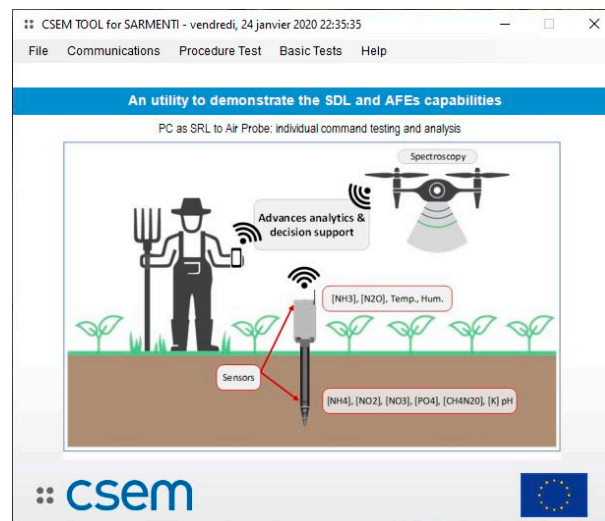 CSEM TOOL for SARMENTI - vendredi, 24 janvier 2020 22:35:35
File Communications Procedure Test Basic Tests Help
An utility to demonstrate the SDL and AFEs capabilities
PC as SRL to Air Probe: individual command testing and analysis
Spectroscopy
Advances analytics &
decision support
[NH3], [N2O], Temp., Hum.
Sensors
[NH4], [NO2], [NO3], [PO4], [CH4N20], [K] pH
csem